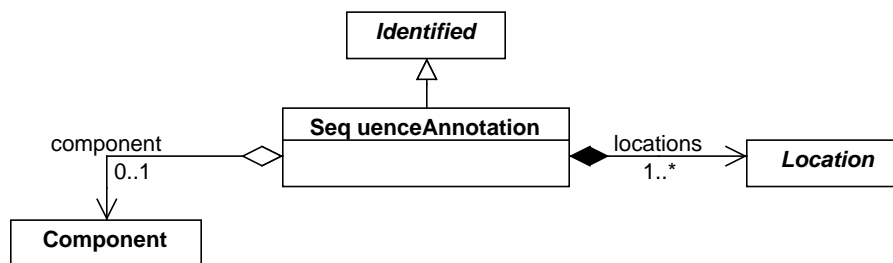 Identified
Seq uenceAnnotation
component
locations
0..1
1..*
Location
Component